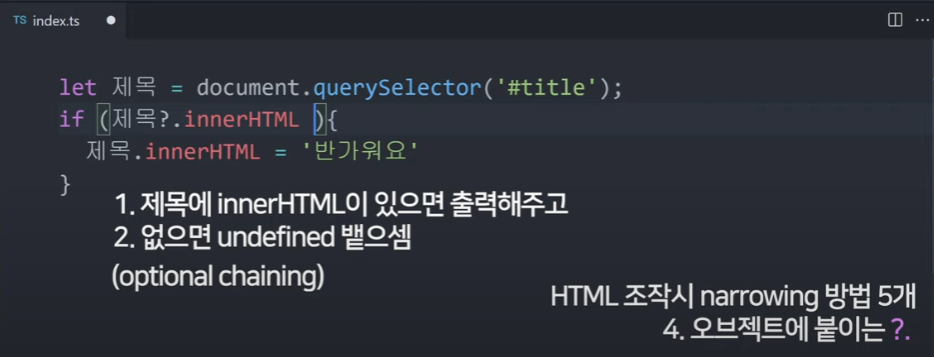 TS index.ts
let 제목 = document.querySelector('#title');
if (제목?.innerHTML ){
제목.innerHTML = '반가워요'
}
1. 제목에 innerHTML이 있으면 출력해주고
2. 없으면 undefined 뱉으셈
(optional chaining)
HTML 조작시 narrowing 방법 5개
4. 오브젝트에 붙이는 ?.